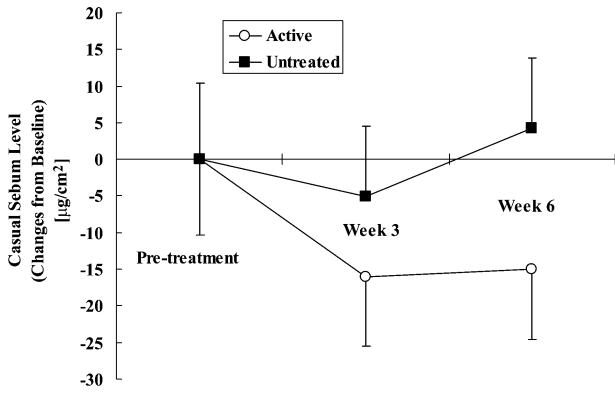 20
15
10
5
0
-5
-10
-15
-20
-25
-30
Casual Sebum Level
(Changes from Baseline)
[μg/cm2]
Active
Untreated
Pre-treatment
Week 3
Week 6